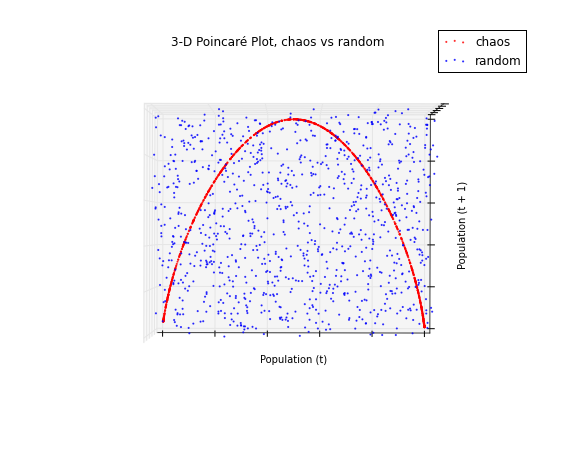 3-D Poincaré Plot, chaos vs random
chaos
random
Population (t + 1)
Population (t)